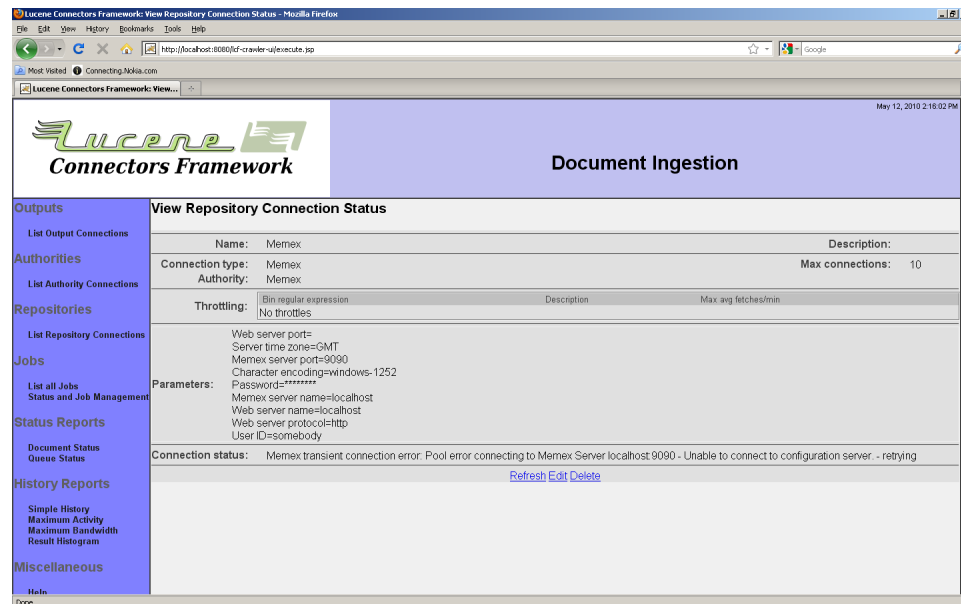 Lucene Connectors Framework: View Repository Connection Status - Mozilla Firefox
File Edit View History Bookmarks Tools Help
http://localhost:8080/lcf-crawler-ui/execute.jsp
Google
Most Visited Connecting.Nokia.com
Lucene Connectors Framework: View...
May 12, 2010 2:16:02 PM
Lucene
Connectors Framework
Document Ingestion
Outputs
List Output Connections
Authorities
List Authority Connections
Repositories
List Repository Connections
Jobs
List all Jobs
Status and Job Management
Status Reports
Document Status
Queue Status
History Reports
Simple History
Maximum Activity
Maximum Bandwidth
Result Histogram
Miscellaneous
Help
View Repository Connection Status
Name: Memex Description:
Connection type: Memex Max connections: 10
Authority: Memex
Throttling: Bin regular expression Description Max avg fetches/min
No throttles
Parameters:
Web server port=
Server time zone=GMT
Memex server port=9090
Character encoding=windows-1252
Password=********
Memex server name=localhost
Web server name=localhost
Web server protocol=http
User ID=somebody
Connection status: Memex transient connection error: Pool error connecting to Memex Server localhost:9090 - Unable to connect to configuration server. - retrying
Refresh Edit Delete
Done